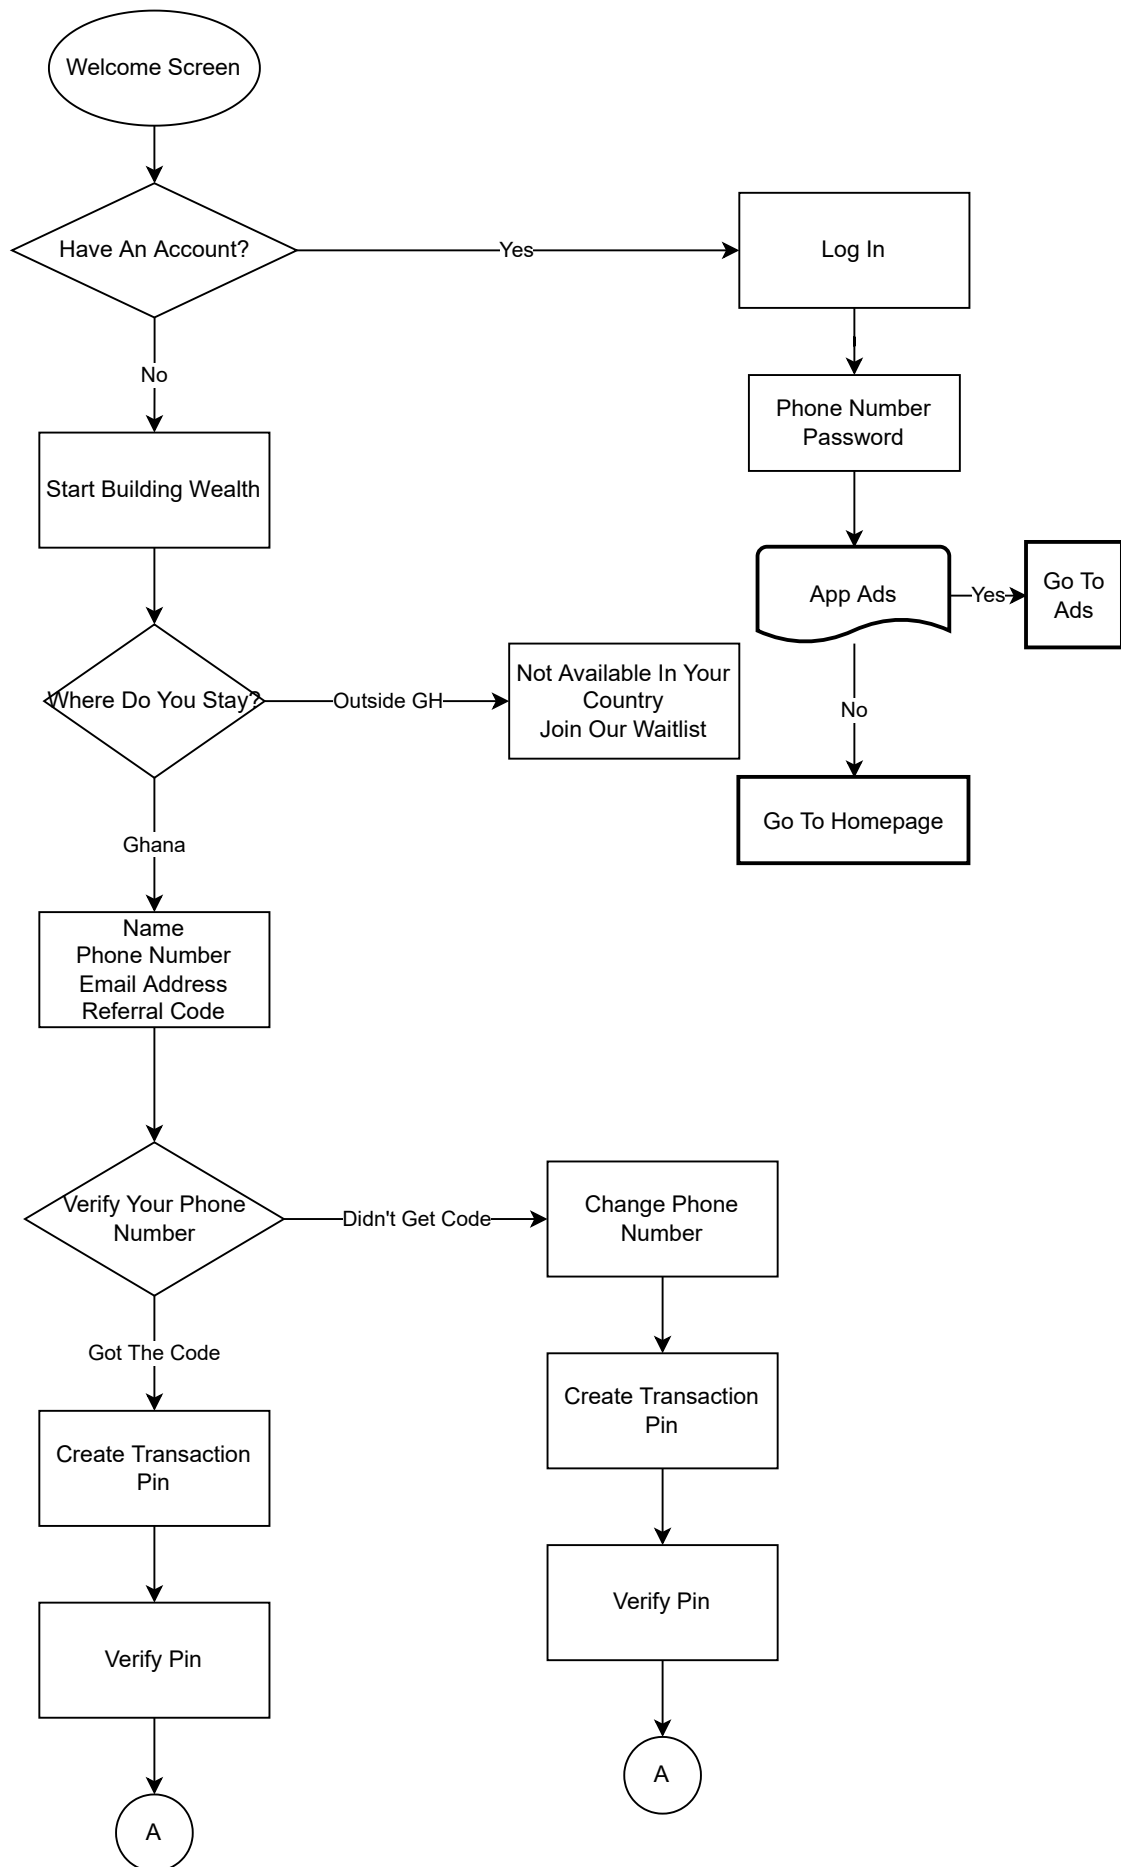 Welcome Screen
Have An Account?
Yes
Log In
No
Phone Number
Password
Start Building Wealth
App Ads
Yes
Go To
Ads
Where Do You Stay?
Outside GH
Not Available In Your
Country
Join Our Waitlist
No
Go To Homepage
Ghana
Name
Phone Number
Email Address
Referral Code
Verify Your Phone
Number
Didn't Get Code
Change Phone
Number
Got The Code
Create Transaction
Pin
Create Transaction
Pin
Verify Pin
Verify Pin
A
A